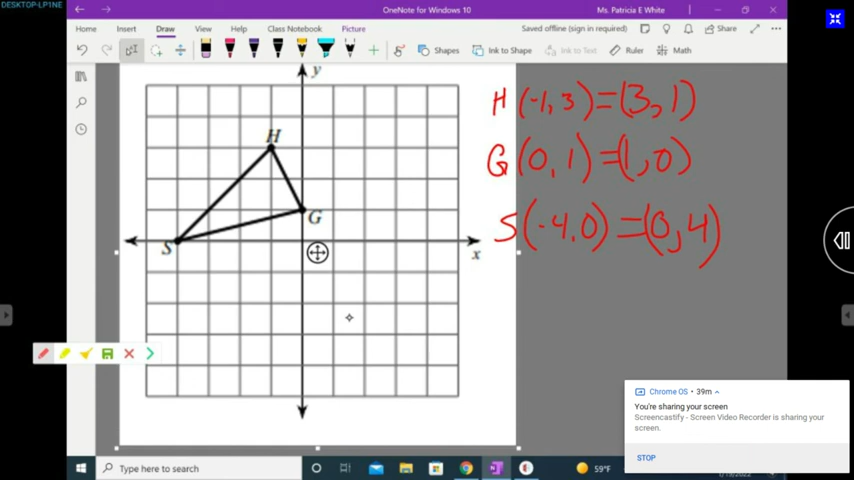 DESKTOP-LP1NE
OneNote for Windows 10
Ms. Patricia E White
Home Insert Draw View Help Class Notebook Picture
Saved offline (sign in required)
Share
Shapes
Ink to Shape
Ink to Text
Ruler
Math
y
H
G
S
x
H (-1, 3) = (3, 1)
G (0, 1) = (1, 0)
S (-4, 0) = (0, 4)
Chrome OS • 39m
You're sharing your screen
Screencastify - Screen Video Recorder is sharing your
screen.
STOP
Type here to search
59°F